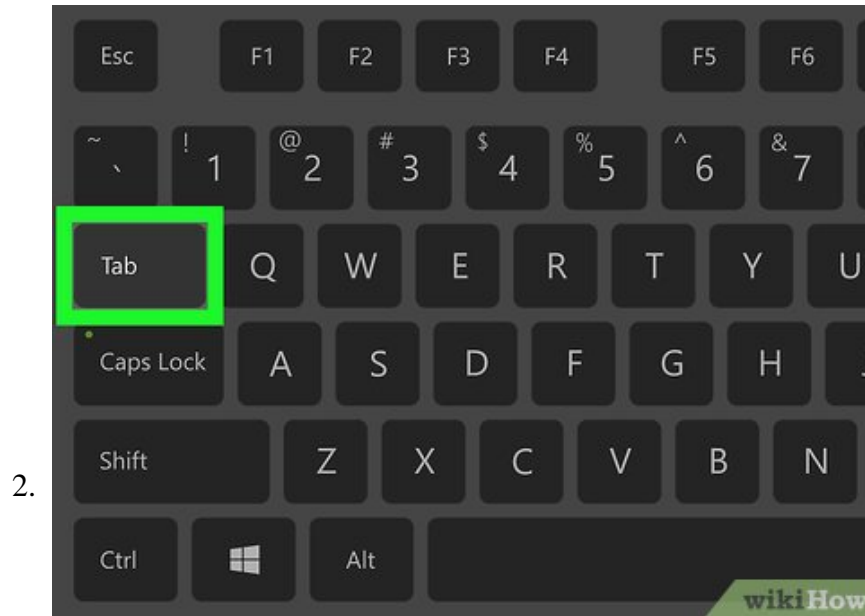 Esc F1 F2 F3 F4 F5 F6
~ ` ! 1 @ 2 # 3 $ 4 % 5 ^ 6 & 7
Tab Q W E R T Y U
Caps Lock A S D F G H
Shift Z X C V B N
2.
Ctrl Alt
wikiHow